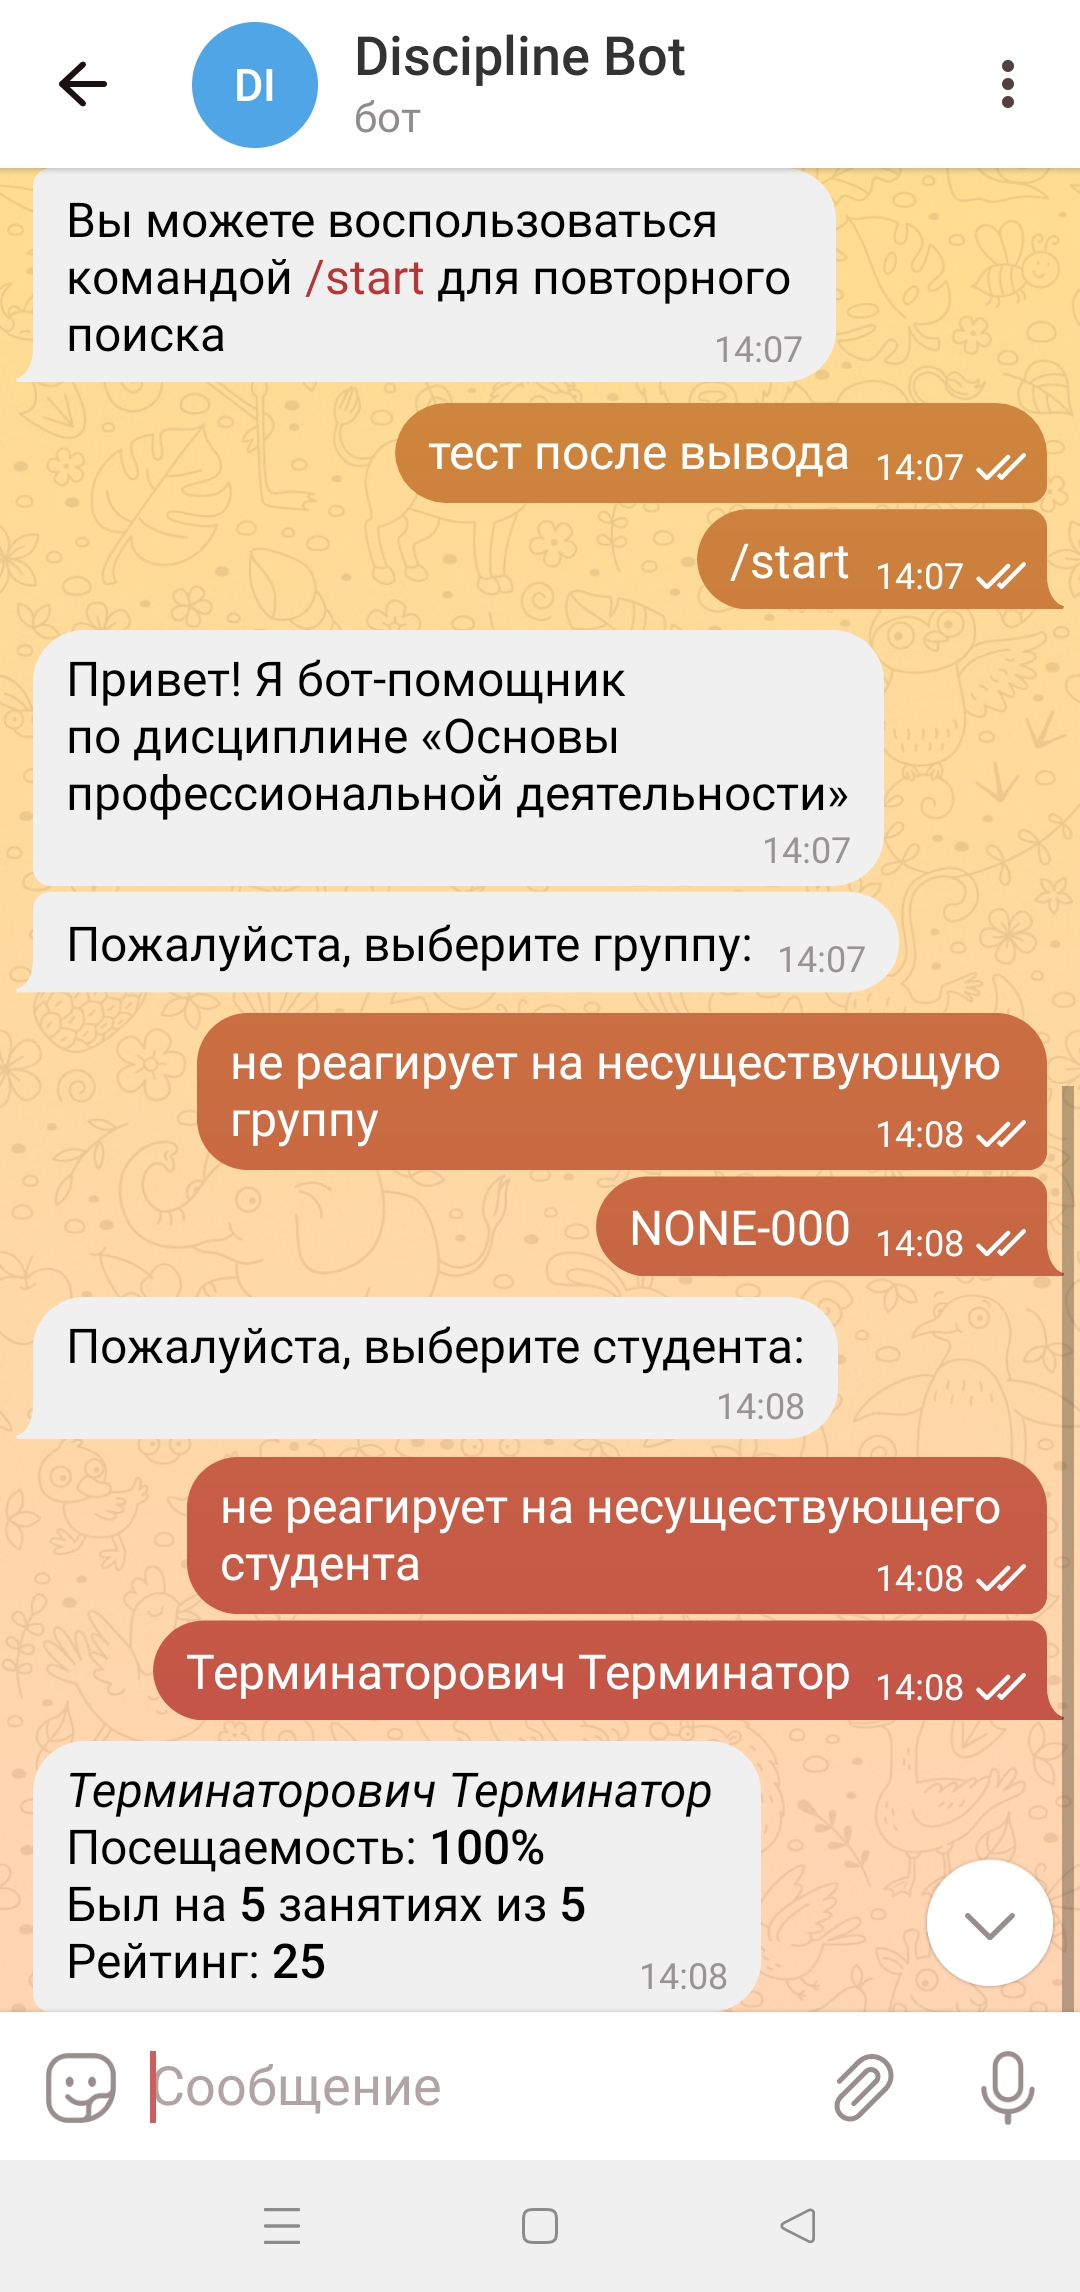 DI
Discipline Bot
бот
Вы можете воспользоваться
командой /start для повторного
поиска
14:07
тест после вывода 14:07
/start 14:07
Привет! Я бот-помощник
по дисциплине «Основы
профессиональной деятельности»
14:07
Пожалуйста, выберите группу: 14:07
не реагирует на несуществующую
группу
14:08
NONE-000 14:08
Пожалуйста, выберите студента:
14:08
не реагирует на несуществующего
студента
14:08
Терминаторович Терминатор 14:08
Терминаторович Терминатор
Посещаемость: 100%
Был на 5 занятиях из 5
Рейтинг: 25
14:08
Сообщение